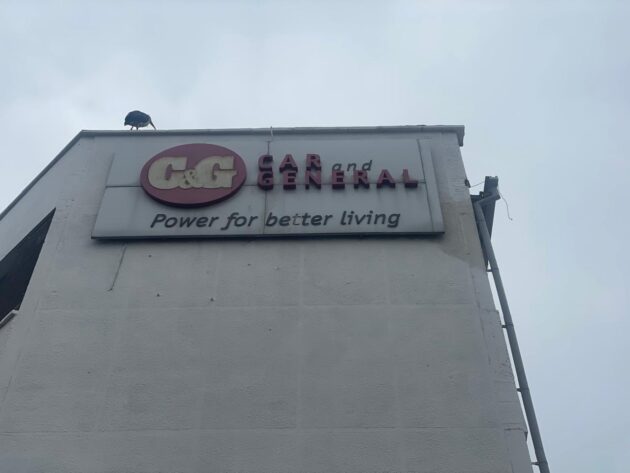 C&G
CAR and
GENERAL
Power for better living